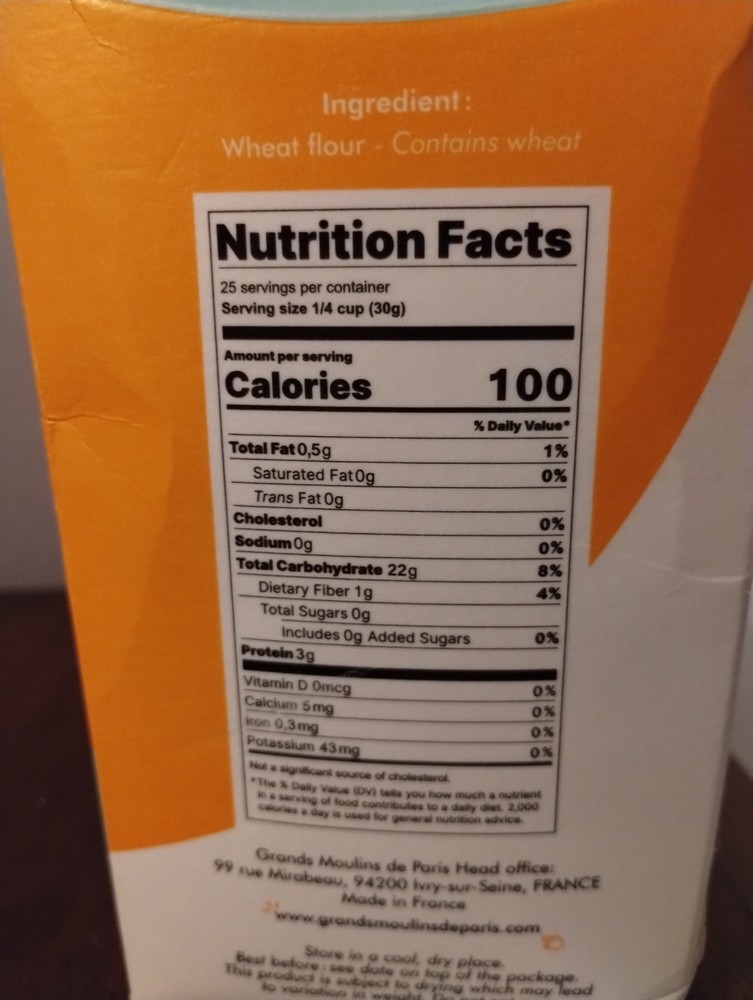 Ingredient:
Wheat flour - Contains wheat
Nutrition Facts
25 servings per container
Serving size 1/4 cup (30g)
Amount per serving
Calories 100
% Daily Value*
Total Fat 0,5g 1%
Saturated Fat 0g 0%
Trans Fat 0g
Cholesterol 0%
Sodium 0g 0%
Total Carbohydrate 22g 8%
Dietary Fiber 1g 4%
Total Sugars 0g
Includes 0g Added Sugars 0%
Protein 3g
Vitamin D 0mcg 0%
Calcium 5mg 0%
Iron 0,3mg 0%
Potassium 43mg 0%
Not a significant source of cholesterol.
*The % Daily Value (DV) tells you how much a nutrient
in a serving of food contributes to a daily diet. 2,000
calories a day is used for general nutrition advice.
Grands Moulins de Paris Head office:
99 rue Mirabeau, 94200 Ivry-sur-Seine, FRANCE
Made in France
www.grandsmoulinsdeparis.com
Store in a cool, dry place.
Best before: see date on top of the package.
This product is subject to drying which may lead
to variation in weight. Do not